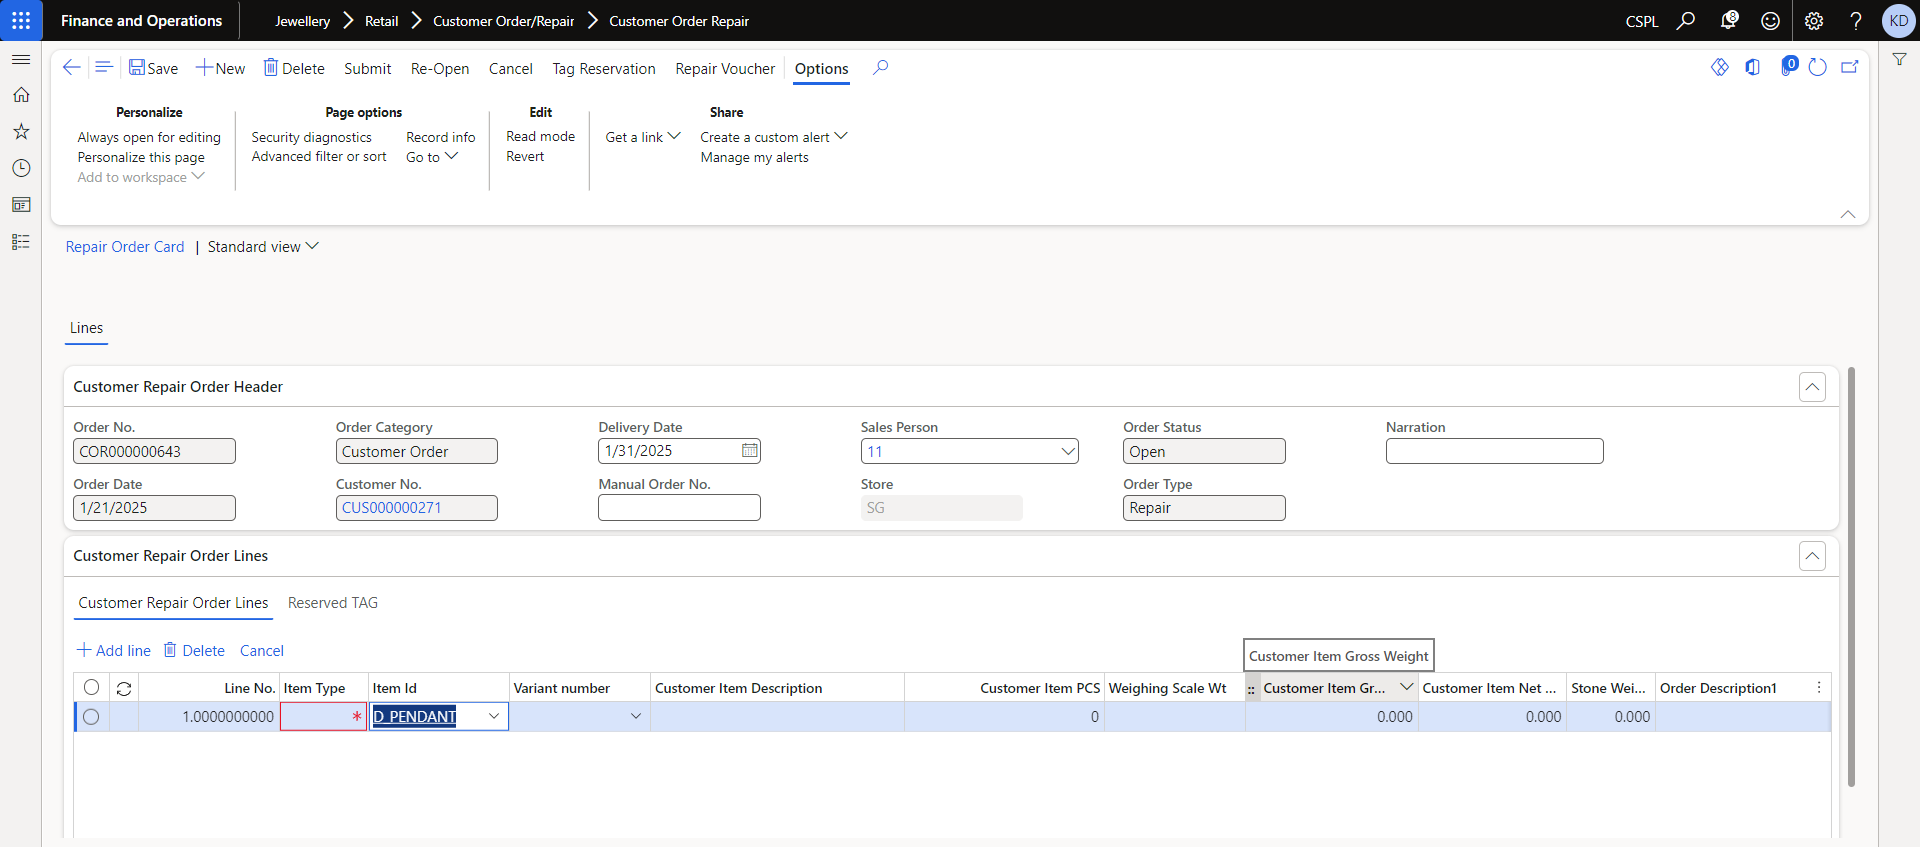 Finance and Operations
Jewellery
Retail
Customer Order/Repair
Customer Order Repair
CSPL
8
KD
Save
New
Delete
Submit
Re-Open
Cancel
Tag Reservation
Repair Voucher
Options
0
Personalize
Always open for editing
Personalize this page
Add to workspace
Page options
Security diagnostics
Advanced filter or sort
Record info
Go to
Edit
Read mode
Revert
Get a link
Share
Create a custom alert
Manage my alerts
Repair Order Card | Standard view
Lines
Customer Repair Order Header
Order No.
COR000000643
Order Date
1/21/2025
Order Category
Customer Order
Customer No.
CUS000000271
Delivery Date
1/31/2025
Manual Order No.
Sales Person
11
Store
SG
Order Status
Open
Order Type
Repair
Narration
Customer Repair Order Lines
Customer Repair Order Lines
Reserved TAG
Add line
Delete
Cancel
Customer Item Gross Weight
Line No. Item Type Item Id Variant number Customer Item Description Customer Item PCS Weighing Scale Wt Customer Item Gr... Customer Item Net ... Stone Wei... Order Description1
1.0000000000 * D_PENDANT 0 0.000 0.000 0.000